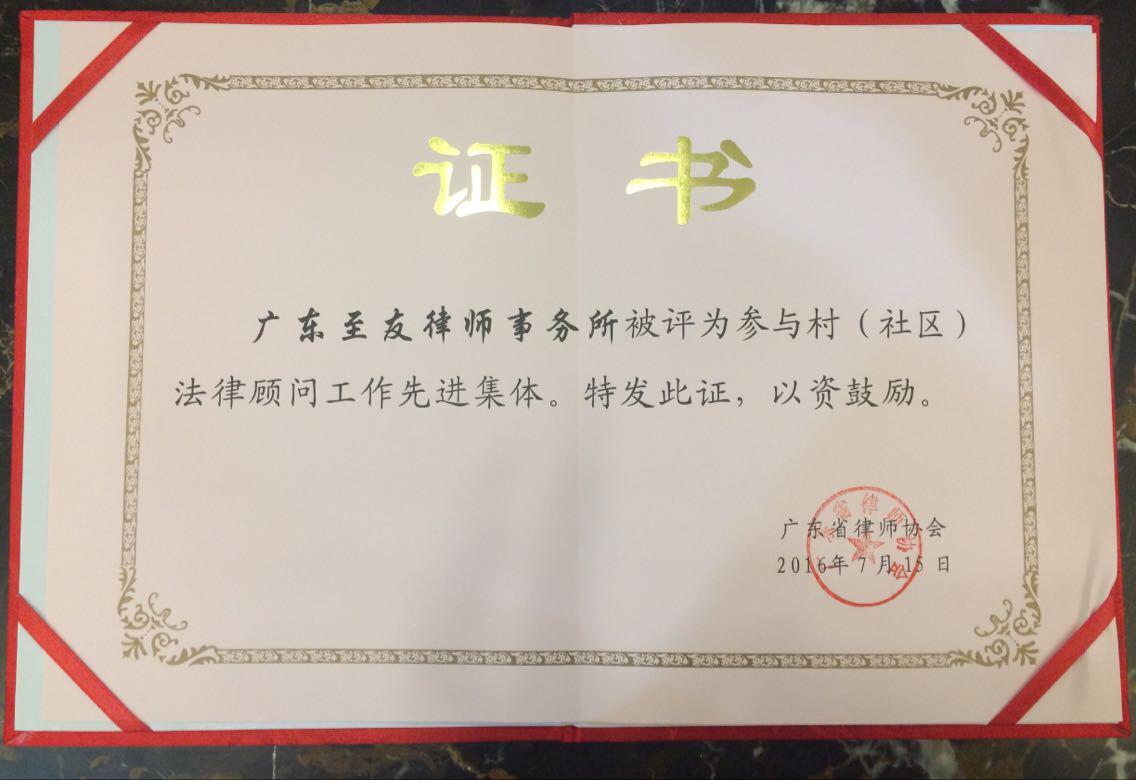 证书
广东至友律师事务所被评为参与村（社区）
法律顾问工作先进集体。特发此证，以资鼓励。
广东省律师协会
2016年7月15日